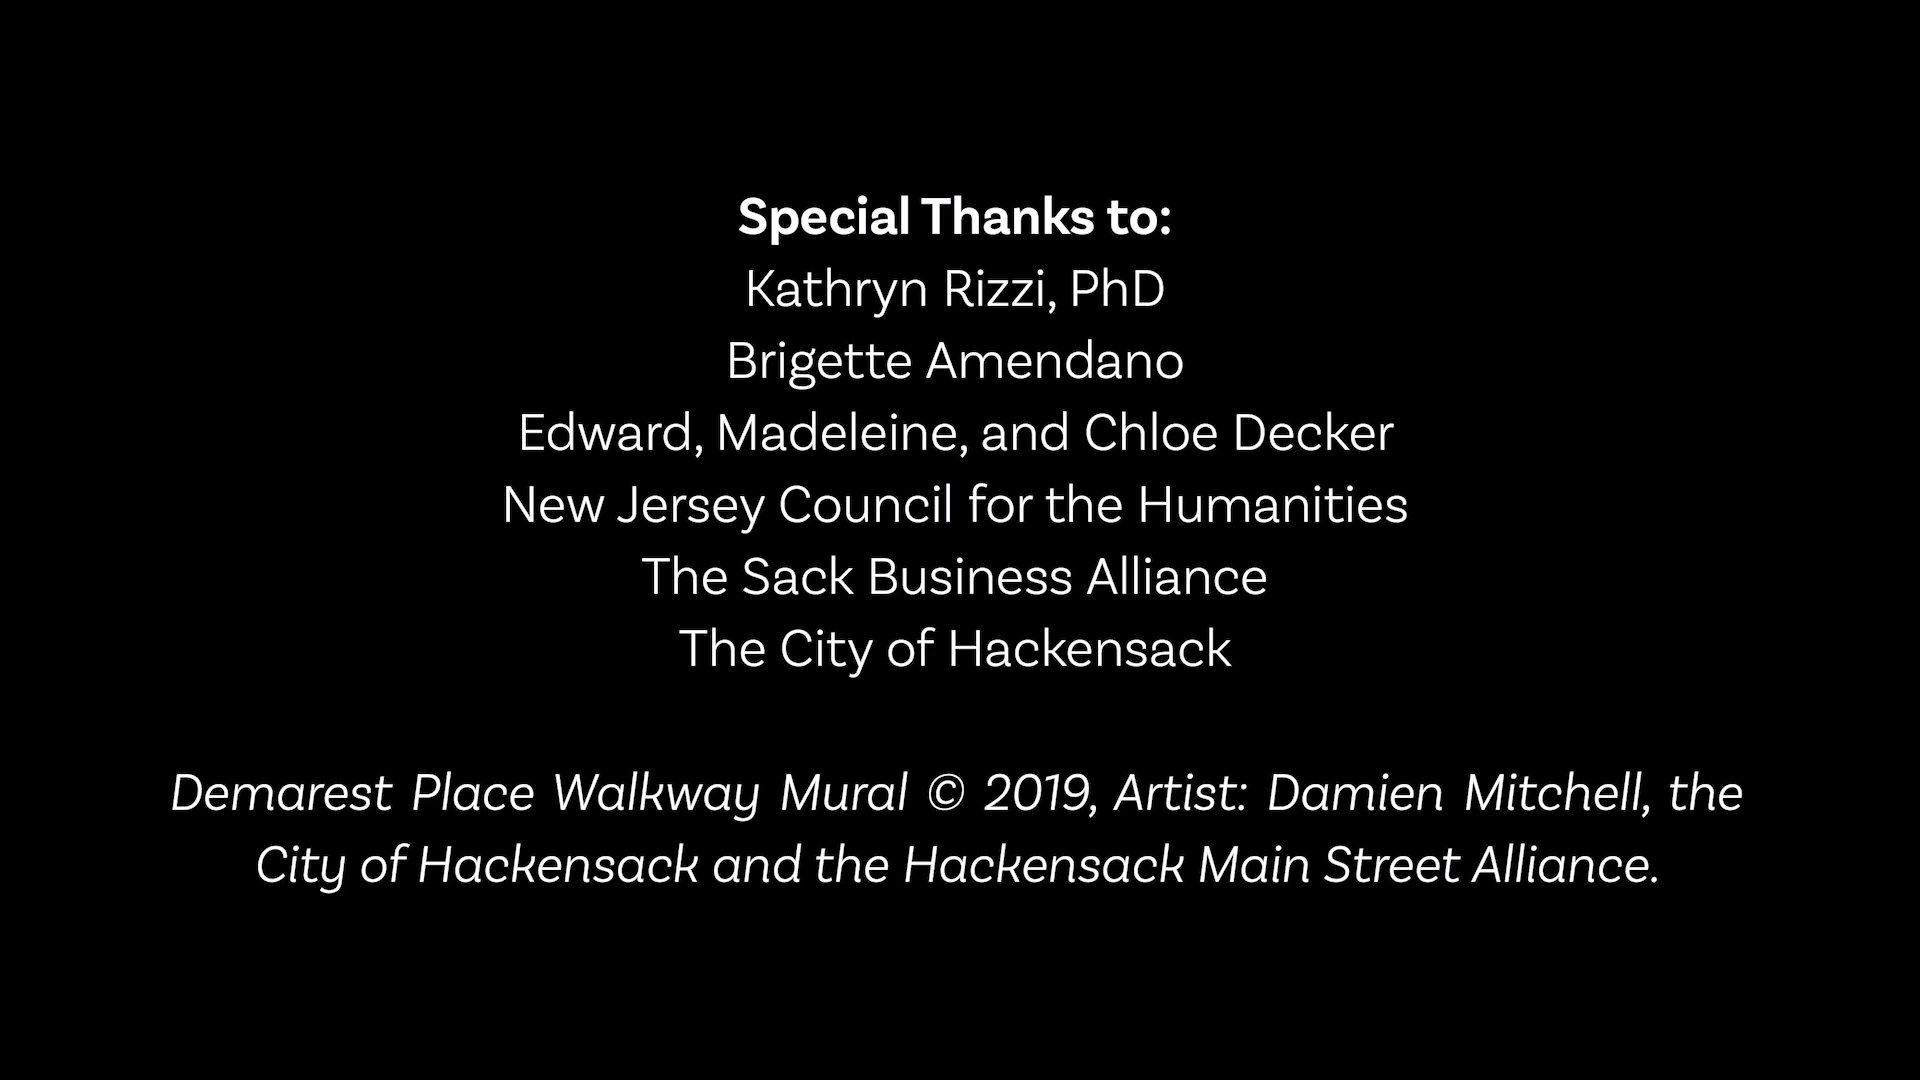 Special Thanks to:
Kathryn Rizzi, PhD
Brigette Amendano
Edward, Madeleine, and Chloe Decker
New Jersey Council for the Humanities
The Sack Business Alliance
The City of Hackensack
Demarest Place Walkway Mural © 2019, Artist: Damien Mitchell, the
City of Hackensack and the Hackensack Main Street Alliance.